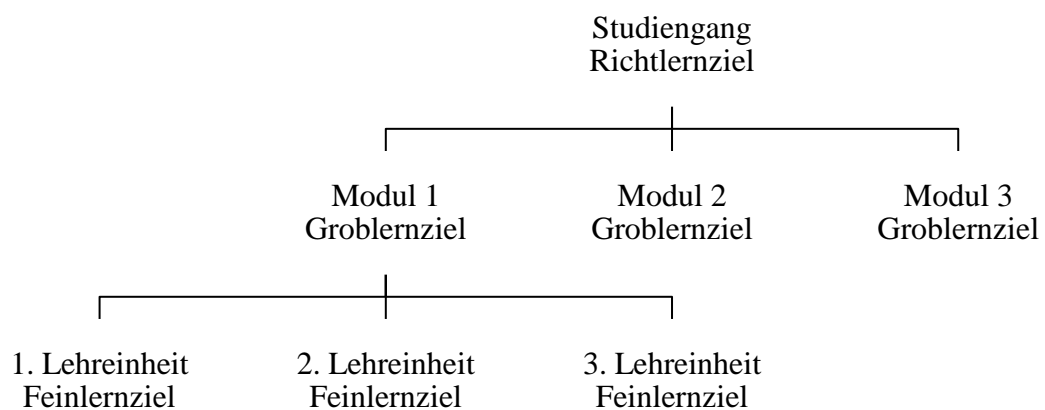 Studiengang
Richtlernziel
Modul 1
Groblernziel
Modul 2
Groblernziel
Modul 3
Groblernziel
1. Lehreinheit
Feinlernziel
2. Lehreinheit
Feinlernziel
3. Lehreinheit
Feinlernziel